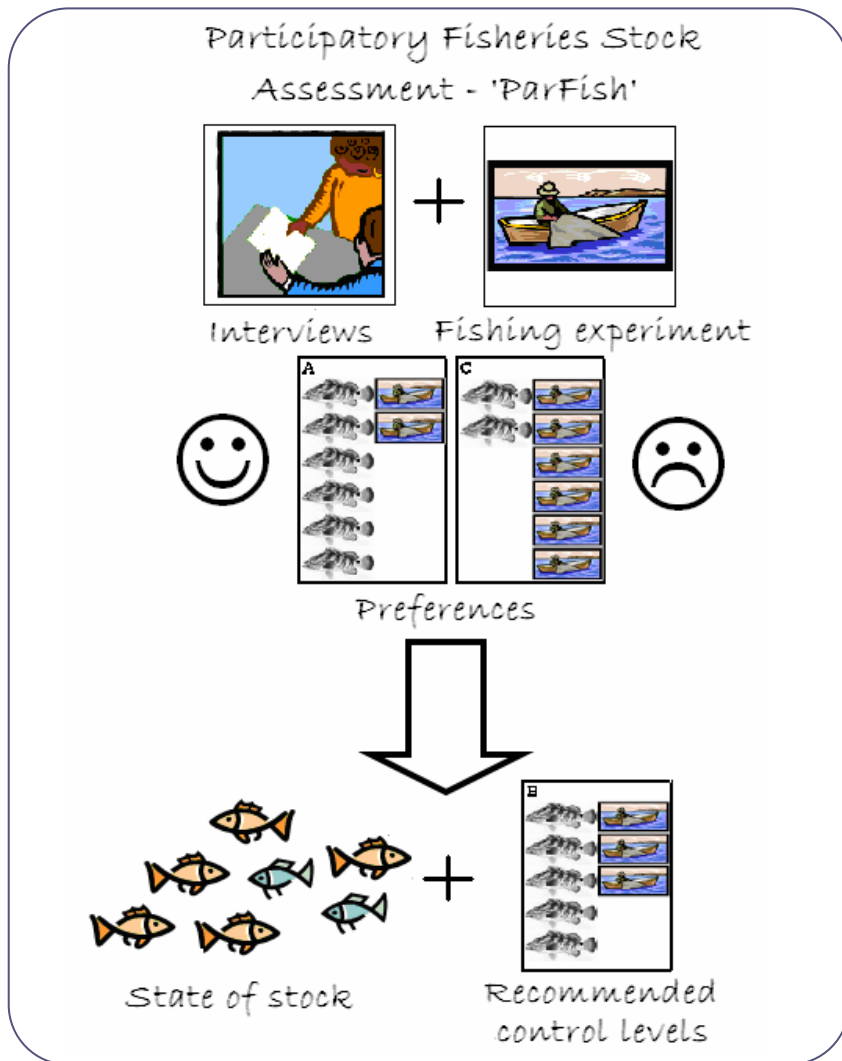 Participatory Fisheries Stock
Assessment - 'ParFish'
Interviews
Fishing experiment
A
C
Preferences
State of stock
Recommended
control levels